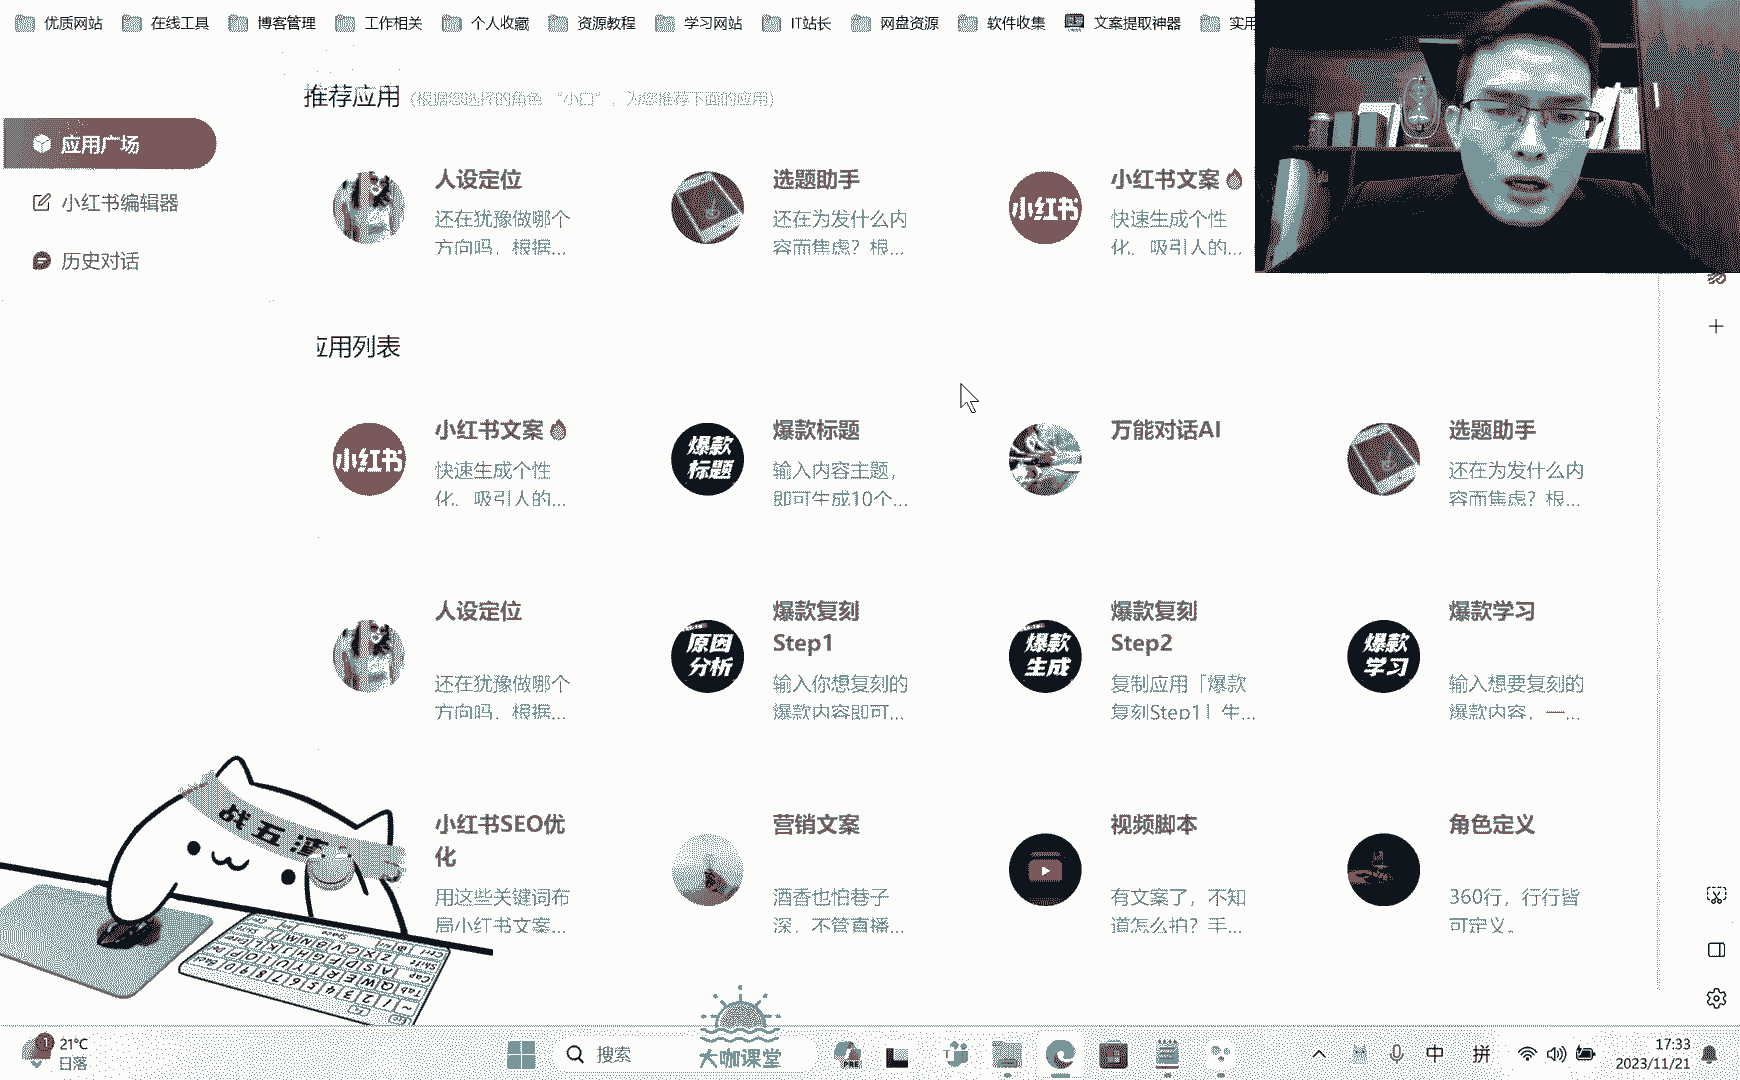 优质网站 在线工具 博客管理 工作相关 个人收藏 资源教程 学习网站 IT站长 网盘资源 软件收集 文案提取神器 实用
推荐应用 (根据您选择的角色 “小白”，为您推荐下面的应用)
应用广场
小红书编辑器
历史对话
人设定位
还在犹豫做哪个
方向吗，根据...
选题助手
还在为发什么内
容而焦虑？根...
小红书
小红书文案
快速生成个性
化、吸引人的...
应用列表
小红书
小红书文案
快速生成个性
化、吸引人的...
爆款
标题
爆款标题
输入内容主题，
即可生成10个...
万能对话AI
选题助手
还在为发什么内
容而焦虑？根...
人设定位
还在犹豫做哪个
方向吗，根据...
原因
分析
爆款复刻
Step1
输入你想复刻的
爆款内容即可...
爆款
生成
爆款复刻
Step2
复制应用「爆款
复刻Step1」生...
爆款
学习
爆款学习
输入想要复刻的
爆款内容，一...
小红书SEO优
化
用这些关键词布
局小红书文案...
营销文案
酒香也怕巷子
深，不管直播...
视频脚本
有文案了，不知
道怎么拍？手...
角色定义
360行，行行皆
可定义。
战五渣
大咖课堂
1
21°C
日落
搜索
PRE
中
拼
17:33
2023/11/21